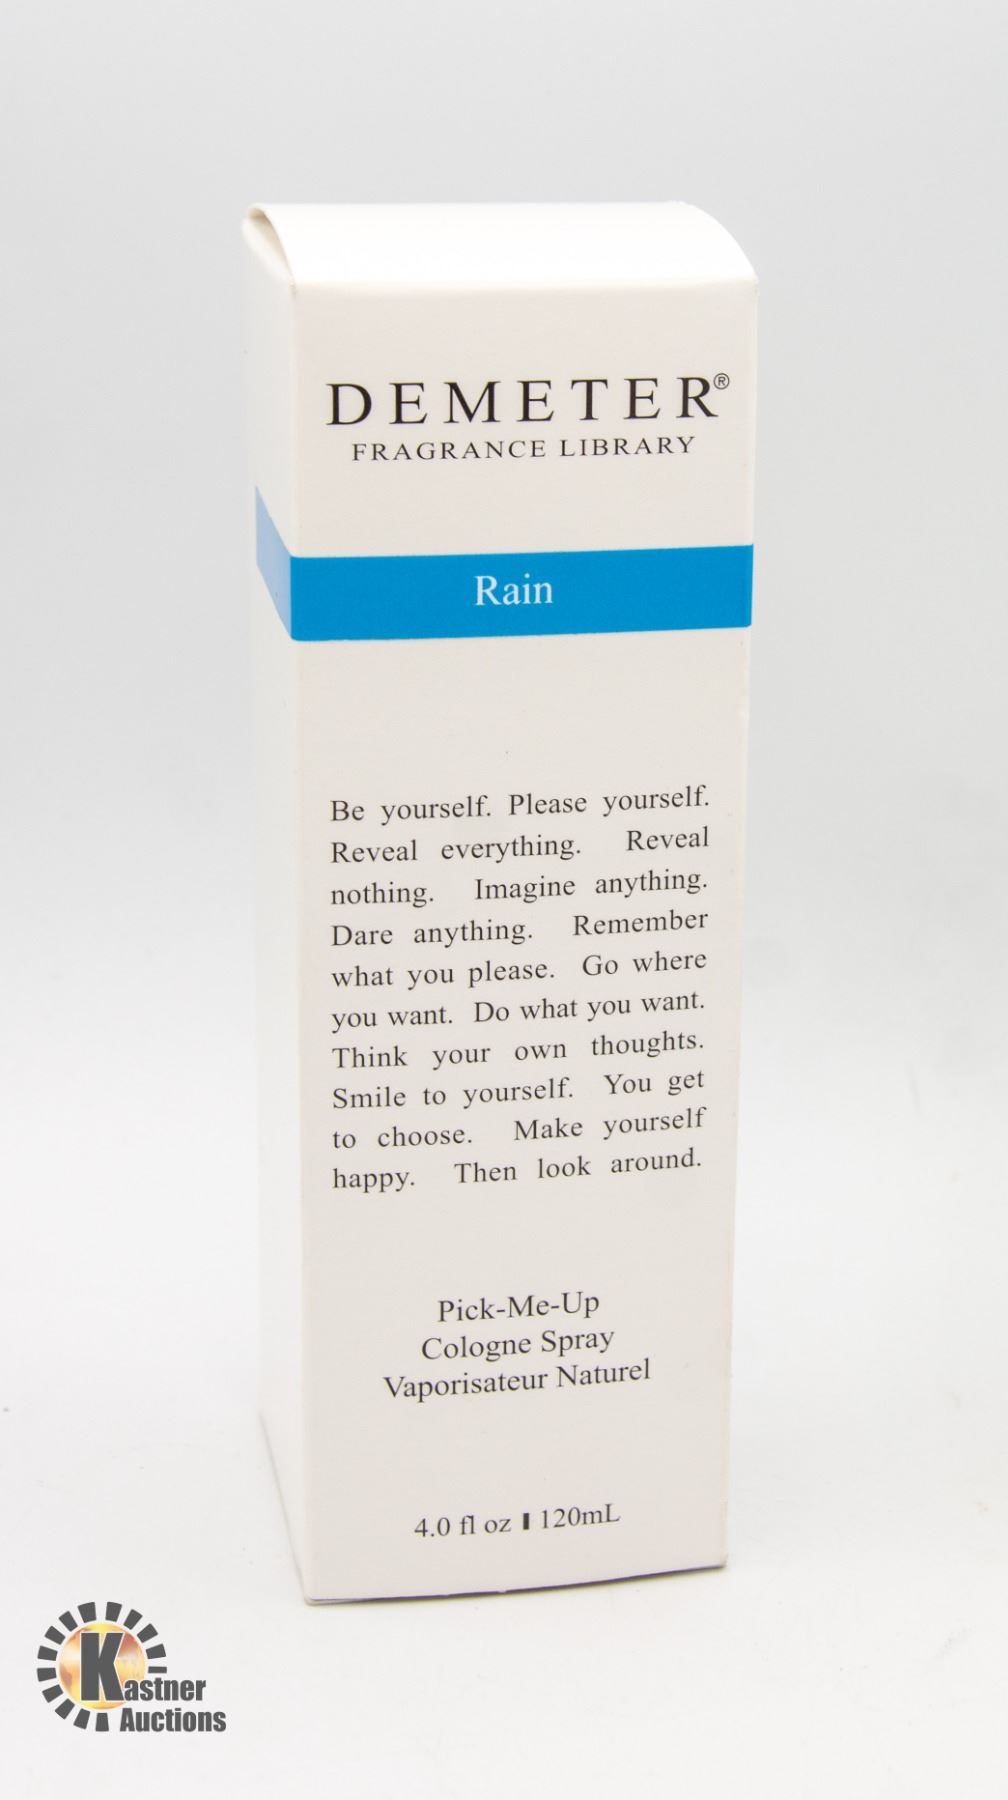 DEMETER®
FRAGRANCE LIBRARY
Rain
Be yourself. Please yourself.
Reveal everything. Reveal
nothing. Imagine anything.
Dare anything. Remember
what you please. Go where
you want. Do what you want.
Think your own thoughts.
Smile to yourself. You get
to choose. Make yourself
happy. Then look around.
Pick-Me-Up
Cologne Spray
Vaporisateur Naturel
4.0 fl oz ▮ 120mL
Kastner
Auctions